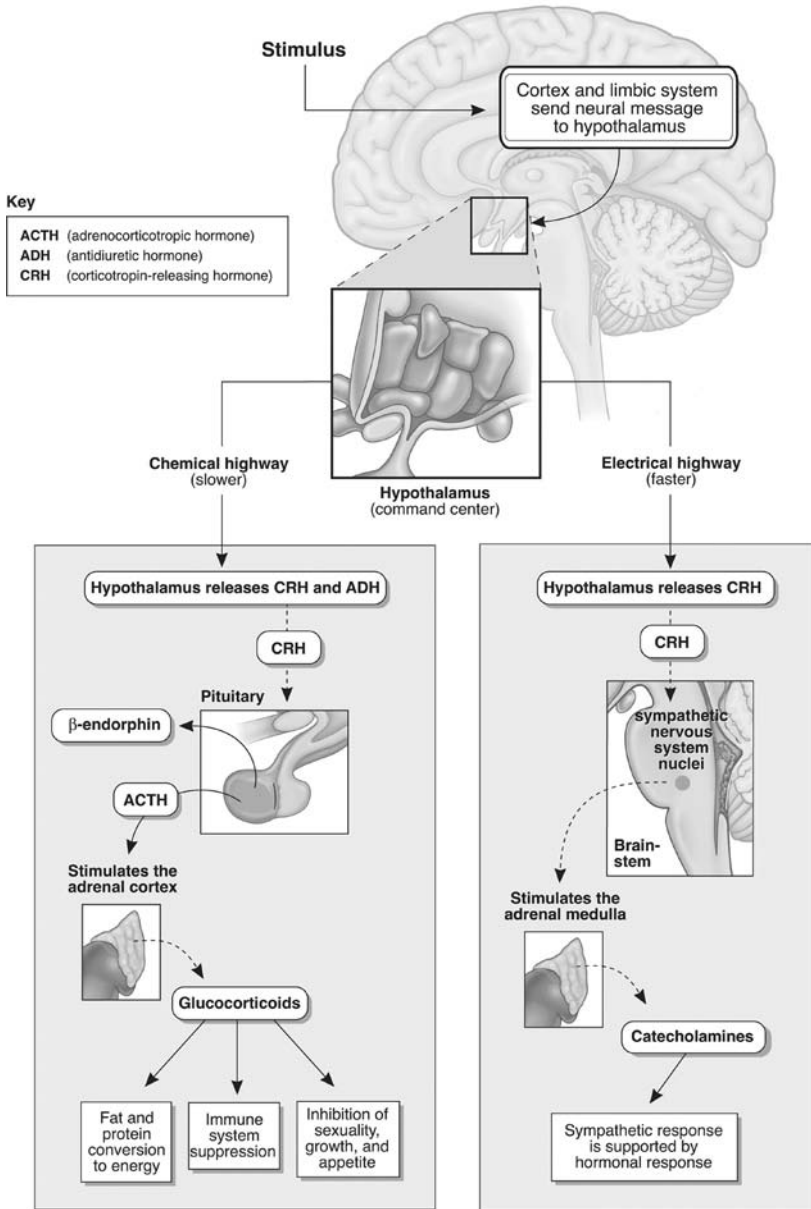 Stimulus
Cortex and limbic system
send neural message
to hypothalamus
Key
ACTH (adrenocorticotropic hormone)
ADH (antidiuretic hormone)
CRH (corticotropin-releasing hormone)
Chemical highway
(slower)
Hypothalamus
(command center)
Electrical highway
(faster)
Hypothalamus releases CRH and ADH
CRH
Pituitary
β-endorphin
ACTH
Stimulates the
adrenal cortex
Glucocorticoids
Fat and
protein
conversion
to energy
Immune
system
suppression
Inhibition of
sexuality,
growth, and
appetite
Hypothalamus releases CRH
CRH
sympathetic
nervous
system
nuclei
Brain-
stem
Stimulates the
adrenal medulla
Catecholamines
Sympathetic response
is supported by
hormonal response